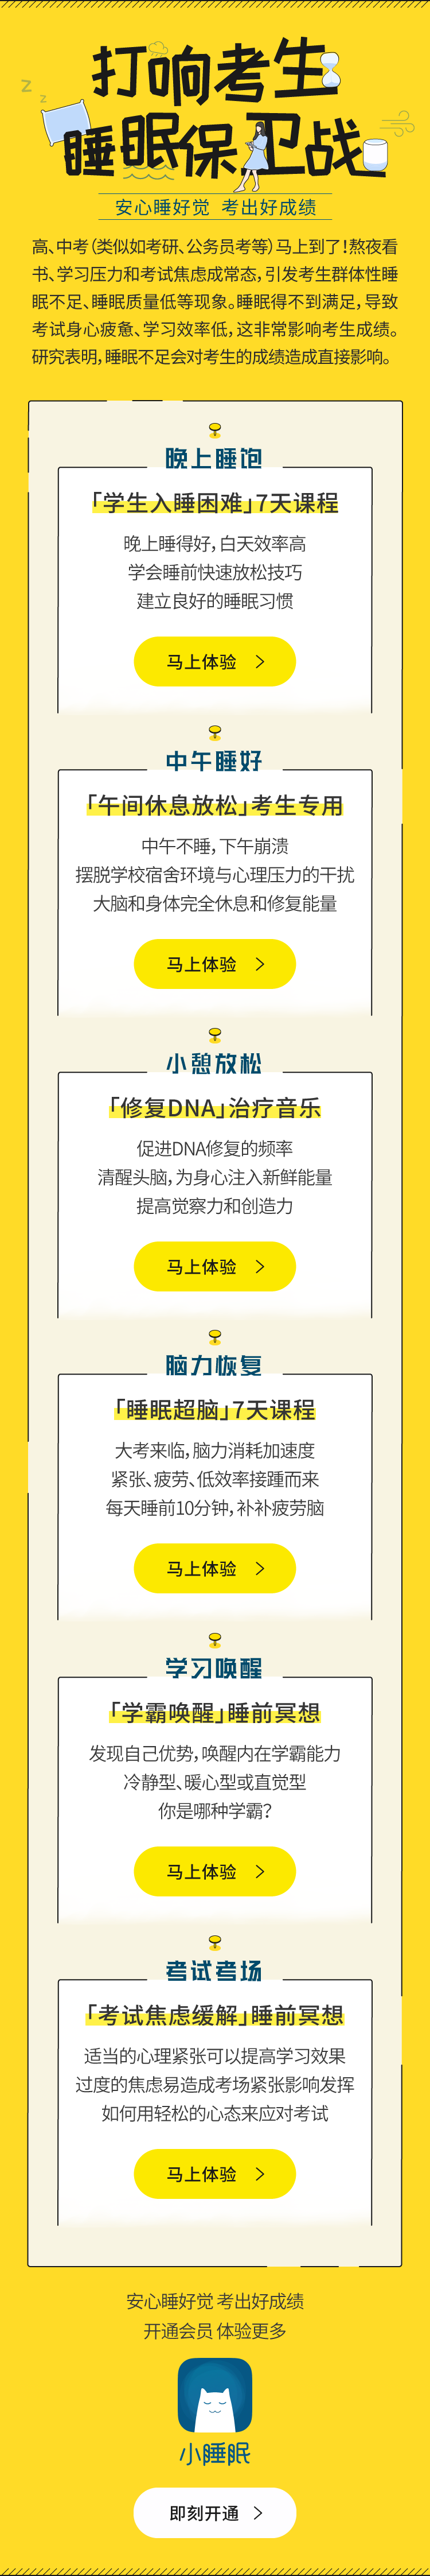 打响考生
睡眠保卫战
Z
Z
安心睡好觉 考出好成绩
高、中考（类似如考研、公务员考等）马上到了！熬夜看
书、学习压力和考试焦虑成常态，引发考生群体性睡
眠不足、睡眠质量低等现象。睡眠得不到满足，导致
考试身心疲惫、学习效率低，这非常影响考生成绩。
研究表明，睡眠不足会对考生的成绩造成直接影响。
晚上睡饱
「学生入睡困难」7天课程
晚上睡得好，白天效率高
学会睡前快速放松技巧
建立良好的睡眠习惯
马上体验 >
中午睡好
「午间休息放松」考生专用
中午不睡，下午崩溃
摆脱学校宿舍环境与心理压力的干扰
大脑和身体完全休息和修复能量
马上体验 >
小憩放松
「修复DNA」治疗音乐
促进DNA修复的频率
清醒头脑，为身心注入新鲜能量
提高觉察力和创造力
马上体验 >
脑力恢复
「睡眠超脑」7天课程
大考来临，脑力消耗加速度
紧张、疲劳、低效率接踵而来
每天睡前10分钟，补补疲劳脑
马上体验 >
学习唤醒
「学霸唤醒」睡前冥想
发现自己优势，唤醒内在学霸能力
冷静型、暖心型或直觉型
你是哪种学霸？
马上体验 >
考试考场
「考试焦虑缓解」睡前冥想
适当的心理紧张可以提高学习效果
过度的焦虑易造成考场紧张影响发挥
如何用轻松的心态来应对考试
马上体验 >
安心睡好觉 考出好成绩
开通会员 体验更多
小睡眠
即刻开通 >